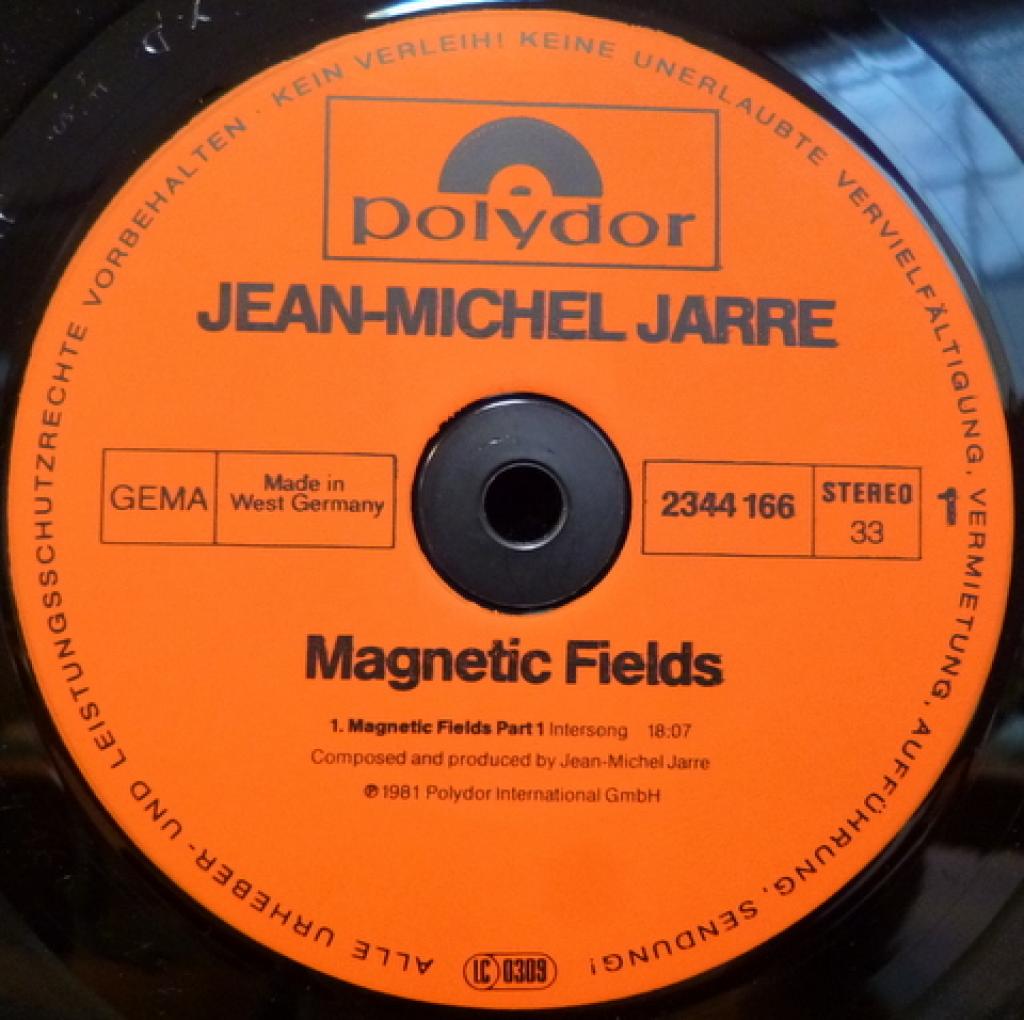 ALLE URHEBER- UND LEISTUNGSSCHUTZRECHTE VORBEHALTEN · KEIN VERLEIH! KEINE UNERLAUBTE VERVIELFÄLTIGUNG, VERMIETUNG, AUFFÜHRUNG, SENDUNG!
polydor
JEAN-MICHEL JARRE
GEMA
Made in
West Germany
2344 166
STEREO
33
1
Magnetic Fields
1. Magnetic Fields Part 1 Intersong 18:07
Composed and produced by Jean-Michel Jarre
℗ 1981 Polydor International GmbH
LC 0309